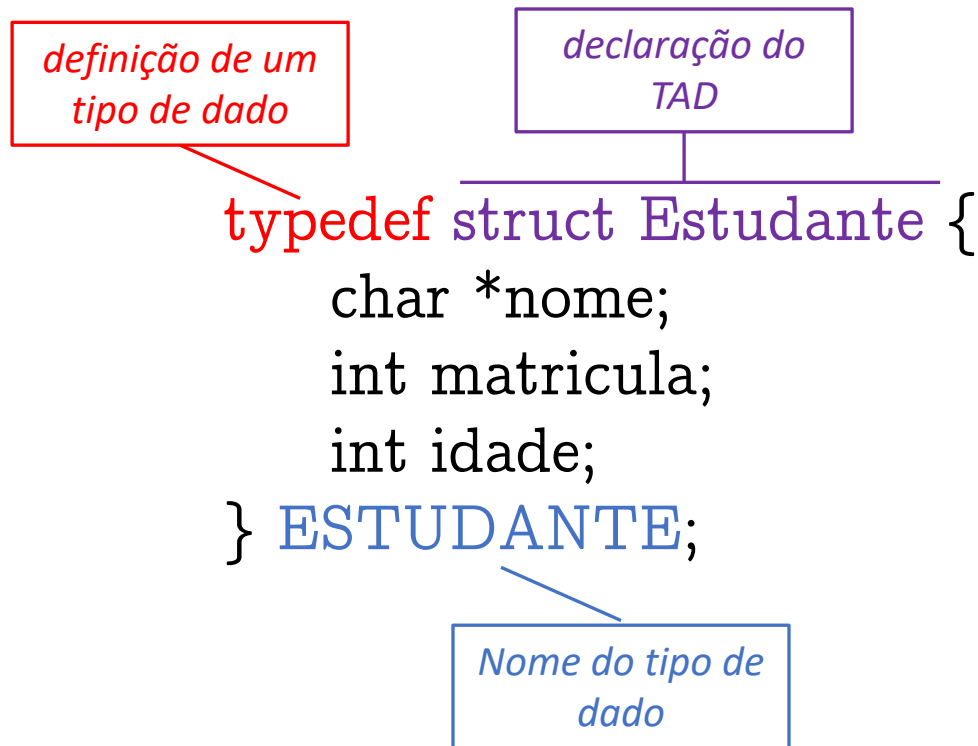 definição de um
tipo de dado
declaração do
TAD
typedef struct Estudante {
char *nome;
int matricula;
int idade;
} ESTUDANTE;
Nome do tipo de
dado